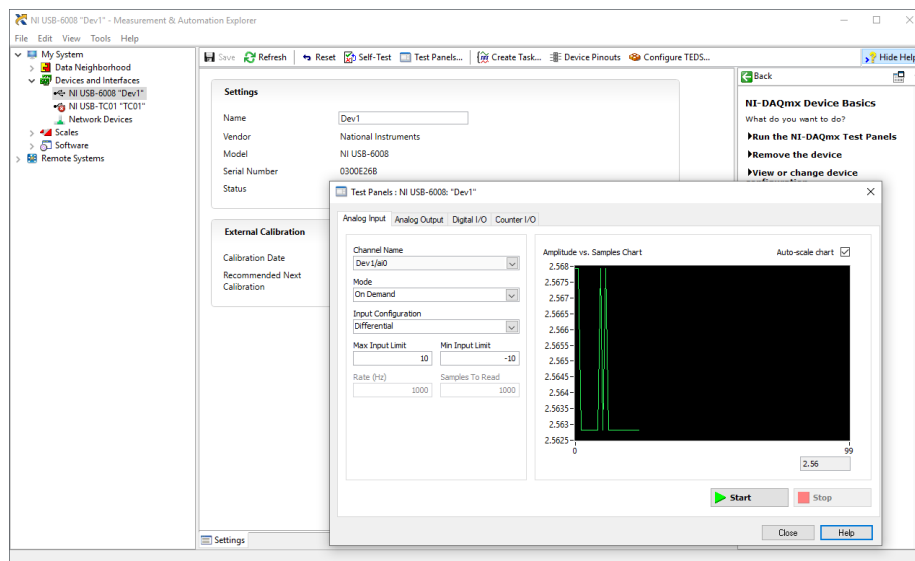 NI USB-6008 "Dev1" - Measurement & Automation Explorer
File Edit View Tools Help
My System
Data Neighborhood
Devices and Interfaces
NI USB-6008 "Dev1"
NI USB-TC01 "TC01"
Network Devices
Scales
Software
Remote Systems
Save Refresh Reset Self-Test Test Panels... Create Task... Device Pinouts Configure TEDS... Hide Help
Settings
Name Dev1
Vendor National Instruments
Model NI USB-6008
Serial Number 0300E26B
Status
External Calibration
Calibration Date
Recommended Next
Calibration
Settings
Back
NI-DAQmx Device Basics
What do you want to do?
Run the NI-DAQmx Test Panels
Remove the device
View or change device
Test Panels : NI USB-6008: "Dev1"
Analog Input Analog Output Digital I/O Counter I/O
Channel Name
Dev1/ai0
Mode
On Demand
Input Configuration
Differential
Max Input Limit Min Input Limit
10 -10
Rate (Hz) Samples To Read
1000 1000
Amplitude vs. Samples Chart Auto-scale chart
2.568
2.5675
2.567
2.5665
2.566
2.5655
2.565
2.5645
2.564
2.5635
2.563
2.5625
0 99
2.56
Start Stop
Close Help